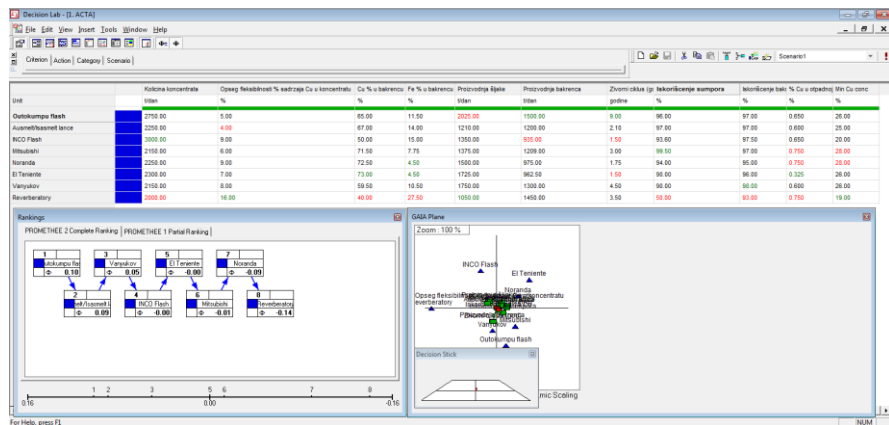 Decision Lab - [1. ACTA]
File Edit View Insert Tools Window Help
Criterion Action Category Scenario
Scenario1
Kolicina koncentrata Opseg fleksibilnosti % sadrzaja Cu u koncentratu Cu % u bakrencu Fe % u bakrencu Proizvodnja šljake Proizvodnja bakrenca Zivorni ciklus (go Iskorišcenje sumpora Iskorišcenje bakr % Cu u otpadnoj Min Cu conc
Unit t/dan % % % t/dan t/dan godine % % % %
Outokumpu flash 2750.00 5.00 65.00 11.50 2025.00 1500.00 9.00 96.00 97.00 0.650 26.00
Ausmelt/Isasmelt lance 2250.00 4.00 67.00 14.00 1210.00 1200.00 2.10 97.00 97.00 0.600 25.00
INCO Flash 3000.00 9.00 50.00 15.00 1350.00 935.00 1.50 93.60 97.50 0.650 20.00
Mitsubishi 2150.00 6.00 71.50 7.75 1375.00 1209.00 3.00 99.50 97.00 0.750 28.00
Noranda 2250.00 9.00 72.50 4.50 1500.00 975.00 1.75 94.00 95.00 0.750 28.00
El Teniente 2300.00 7.00 73.00 4.50 1725.00 962.50 1.50 90.00 96.00 0.325 26.00
Vanyukov 2150.00 8.00 59.50 10.50 1750.00 1300.00 4.50 90.00 98.00 0.600 26.00
Reverberatory 2000.00 16.00 40.00 27.50 1050.00 1450.00 3.50 50.00 93.00 0.750 19.00
Rankings
PROMETHEE 2 Complete Ranking PROMETHEE 1 Partial Ranking
1 3 5 7
utokumpu flas Vanyukov El Teniente Noranda
Φ 0.10 Φ 0.05 Φ -0.00 Φ -0.09
2 4 6 8
INCO Flash Mitsubishi Reverberatory
Φ 0.09 Φ -0.00 Φ -0.01 Φ -0.14
1 2 3 5 6 7 8
0.16 0.00 -0.16
GAIA Plane
Zoom : 100 %
INCO Flash
El Teniente
Noranda
Opseg fleksibil
everberatory
Mitsubishi
Vanyukov
Outokumpu flash
Decision Stick
mic Scaling
For Help, press F1
NUM